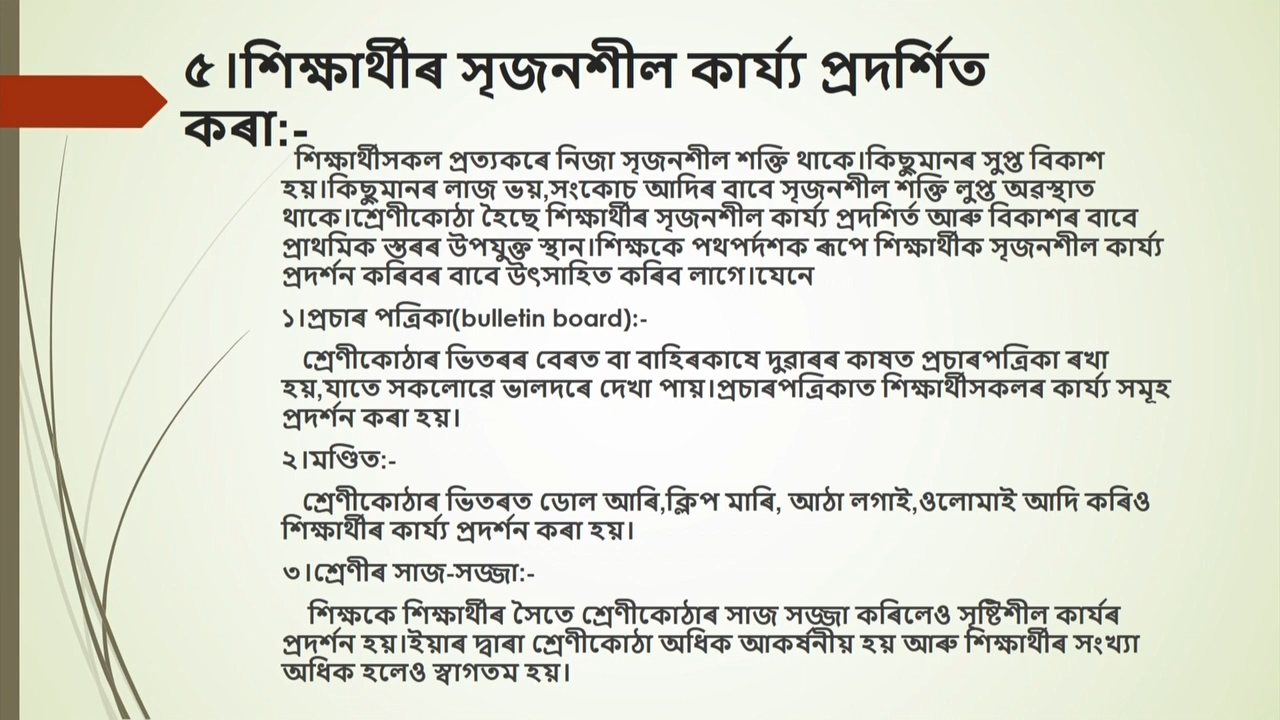 ৫।শিক্ষাৰ্থীৰ সৃজনশীল কাৰ্য্য প্ৰদৰ্শিত
কৰা:-
শিক্ষাৰ্থীসকল প্ৰত্যকৰে নিজা সৃজনশীল শক্তি থাকে।কিছুমানৰ সুপ্ত বিকাশ
হয়।কিছুমানৰ লাজ ভয়,সংকোচ আদিৰ বাবে সৃজনশীল শক্তি লুপ্ত অৱস্থাত
থাকে।শ্ৰেণীকোঠা হৈছে শিক্ষাৰ্থীৰ সৃজনশীল কাৰ্য্য প্ৰদশিৰ্ত আৰু বিকাশৰ বাবে
প্ৰাথমিক স্তৰৰ উপযুক্ত স্থান।শিক্ষকে পথপৰ্দশক ৰূপে শিক্ষাৰ্থীক সৃজনশীল কাৰ্য্য
প্ৰদৰ্শন কৰিবৰ বাবে উৎসাহিত কৰিব লাগে।যেনে
১।প্ৰচাৰ পত্ৰিকা(bulletin board):-
শ্ৰেণীকোঠাৰ ভিতৰৰ বেৰত বা বাহিৰকাষে দুৱাৰৰ কাষত প্ৰচাৰপত্ৰিকা ৰখা
হয়,যাতে সকলোৱে ভালদৰে দেখা পায়।প্ৰচাৰপত্ৰিকাত শিক্ষাৰ্থীসকলৰ কাৰ্য্য সমূহ
প্ৰদৰ্শন কৰা হয়।
২।মণ্ডিত:-
শ্ৰেণীকোঠাৰ ভিতৰত ডোল আৰি,ক্লিপ মাৰি, আঠা লগাই,ওলোমাই আদি কৰিও
শিক্ষাৰ্থীৰ কাৰ্য্য প্ৰদৰ্শন কৰা হয়।
৩।শ্ৰেণীৰ সাজ-সজ্জা:-
শিক্ষকে শিক্ষাৰ্থীৰ সৈতে শ্ৰেণীকোঠাৰ সাজ সজ্জা কৰিলেও সৃষ্টিশীল কাৰ্যৰ
প্ৰদৰ্শন হয়।ইয়াৰ দ্বাৰা শ্ৰেণীকোঠা অধিক আকৰ্ষনীয় হয় আৰু শিক্ষাৰ্থীৰ সংখ্যা
অধিক হলেও স্বাগতম হয়।